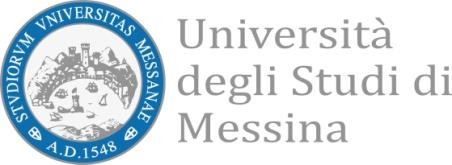 STVDIORVM VNIVERSITAS MESSANAE
A.D.1548
Università
degli Studi di
Messina